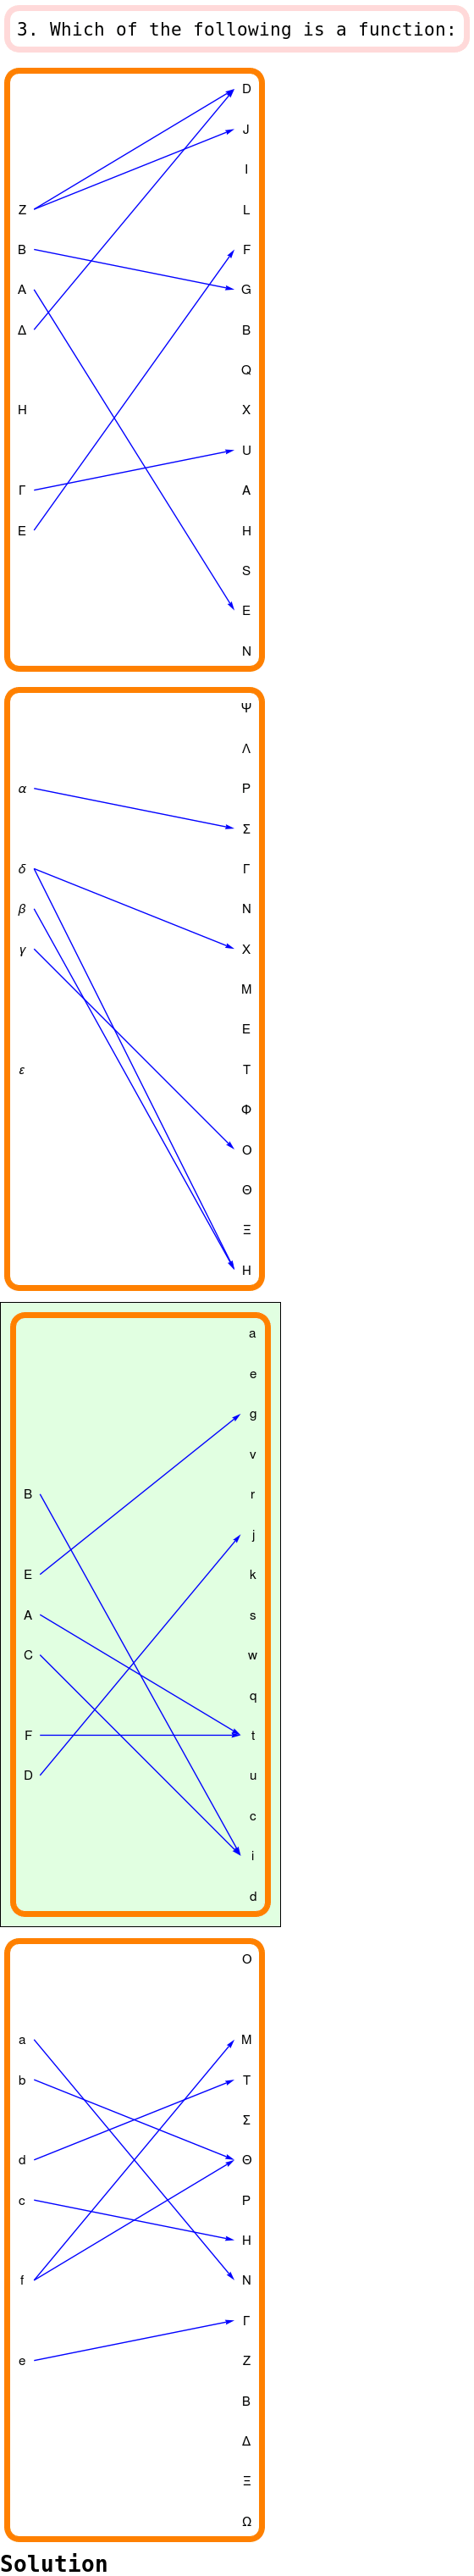 3. Which of the following is a function:
D
J
I
Z L
B F
A G
Δ B
Q
H X
U
Γ A
E H
S
E
N
Ψ
Λ
α Ρ
Σ
δ Γ
β Ν
γ Χ
Μ
Ε
ε Τ
Φ
Ο
Θ
Ξ
Η
a
e
g
v
B r
j
E k
A s
C w
q
F t
D u
c
i
d
Ο
a Μ
b Τ
Σ
d Θ
c Ρ
Η
f Ν
Γ
e Ζ
Β
Δ
Ξ
Ω
Solution